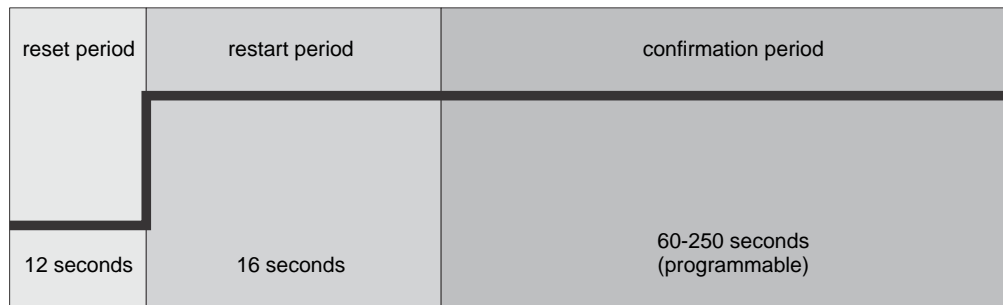 reset period
restart period
confirmation period
12 seconds
16 seconds
60-250 seconds
(programmable)